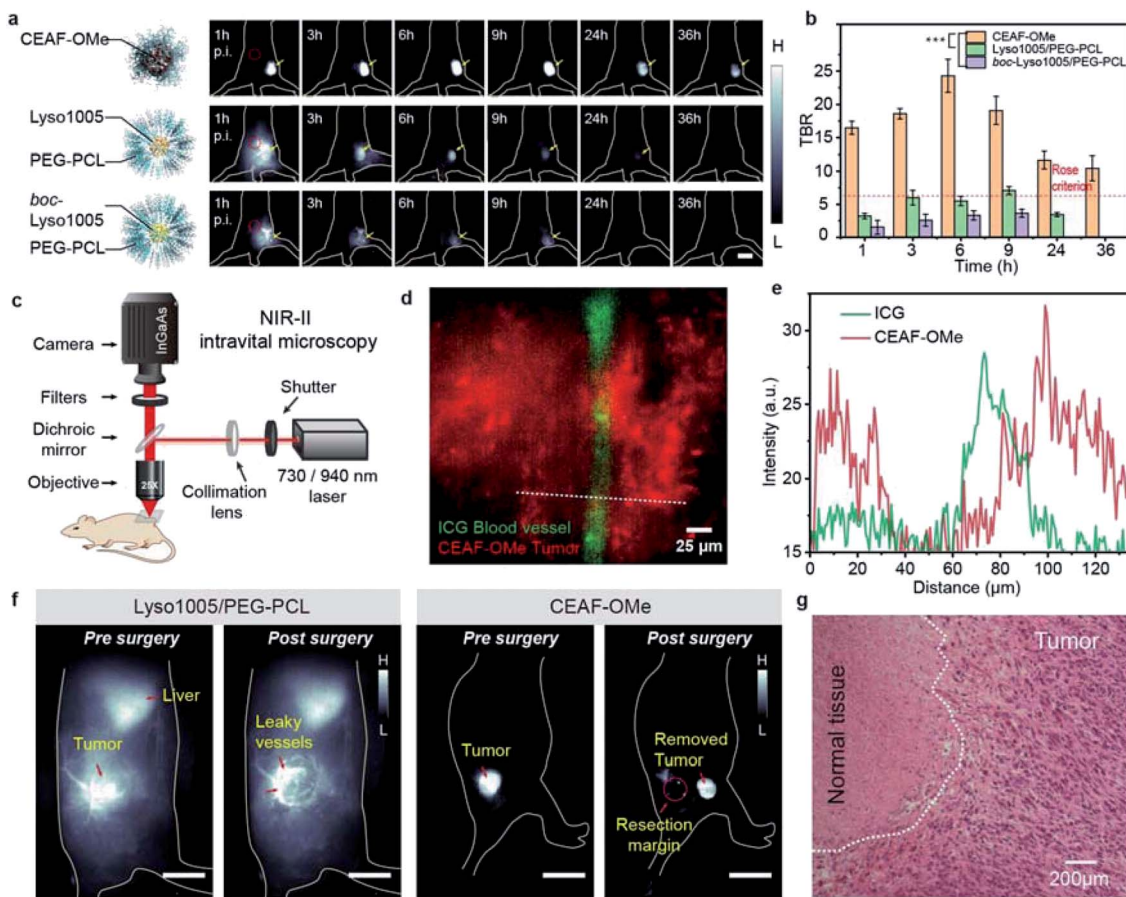 a
CEAF-OMe
Lyso1005
PEG-PCL
boc-
Lyso1005
PEG-PCL
1h
p.i.
3h
6h
9h
24h
36h
1h
p.i.
3h
6h
9h
24h
36h
1h
p.i.
3h
6h
9h
24h
36h
H
L
b
***
CEAF-OMe
Lyso1005/PEG-PCL
boc-Lyso1005/PEG-PCL
TBR
25
20
15
10
5
0
Rose
criterion
1
3
6
9
24
36
Time (h)
c
NIR-II
intravital microscopy
InGaAs
Camera
Filters
Dichroic
mirror
Objective
25X
Shutter
Collimation
lens
730 / 940 nm
laser
d
ICG Blood vessel
CEAF-OMe Tumor
25 µm
e
ICG
CEAF-OMe
Intensity (a.u.)
30
25
20
15
0
20
40
60
80
100
120
Distance (µm)
f
Lyso1005/PEG-PCL
Pre surgery
Post surgery
Liver
Tumor
Leaky
vessels
H
L
CEAF-OMe
Pre surgery
Post surgery
Tumor
Removed
Tumor
Resection
margin
H
L
g
Normal tissue
Tumor
200µm